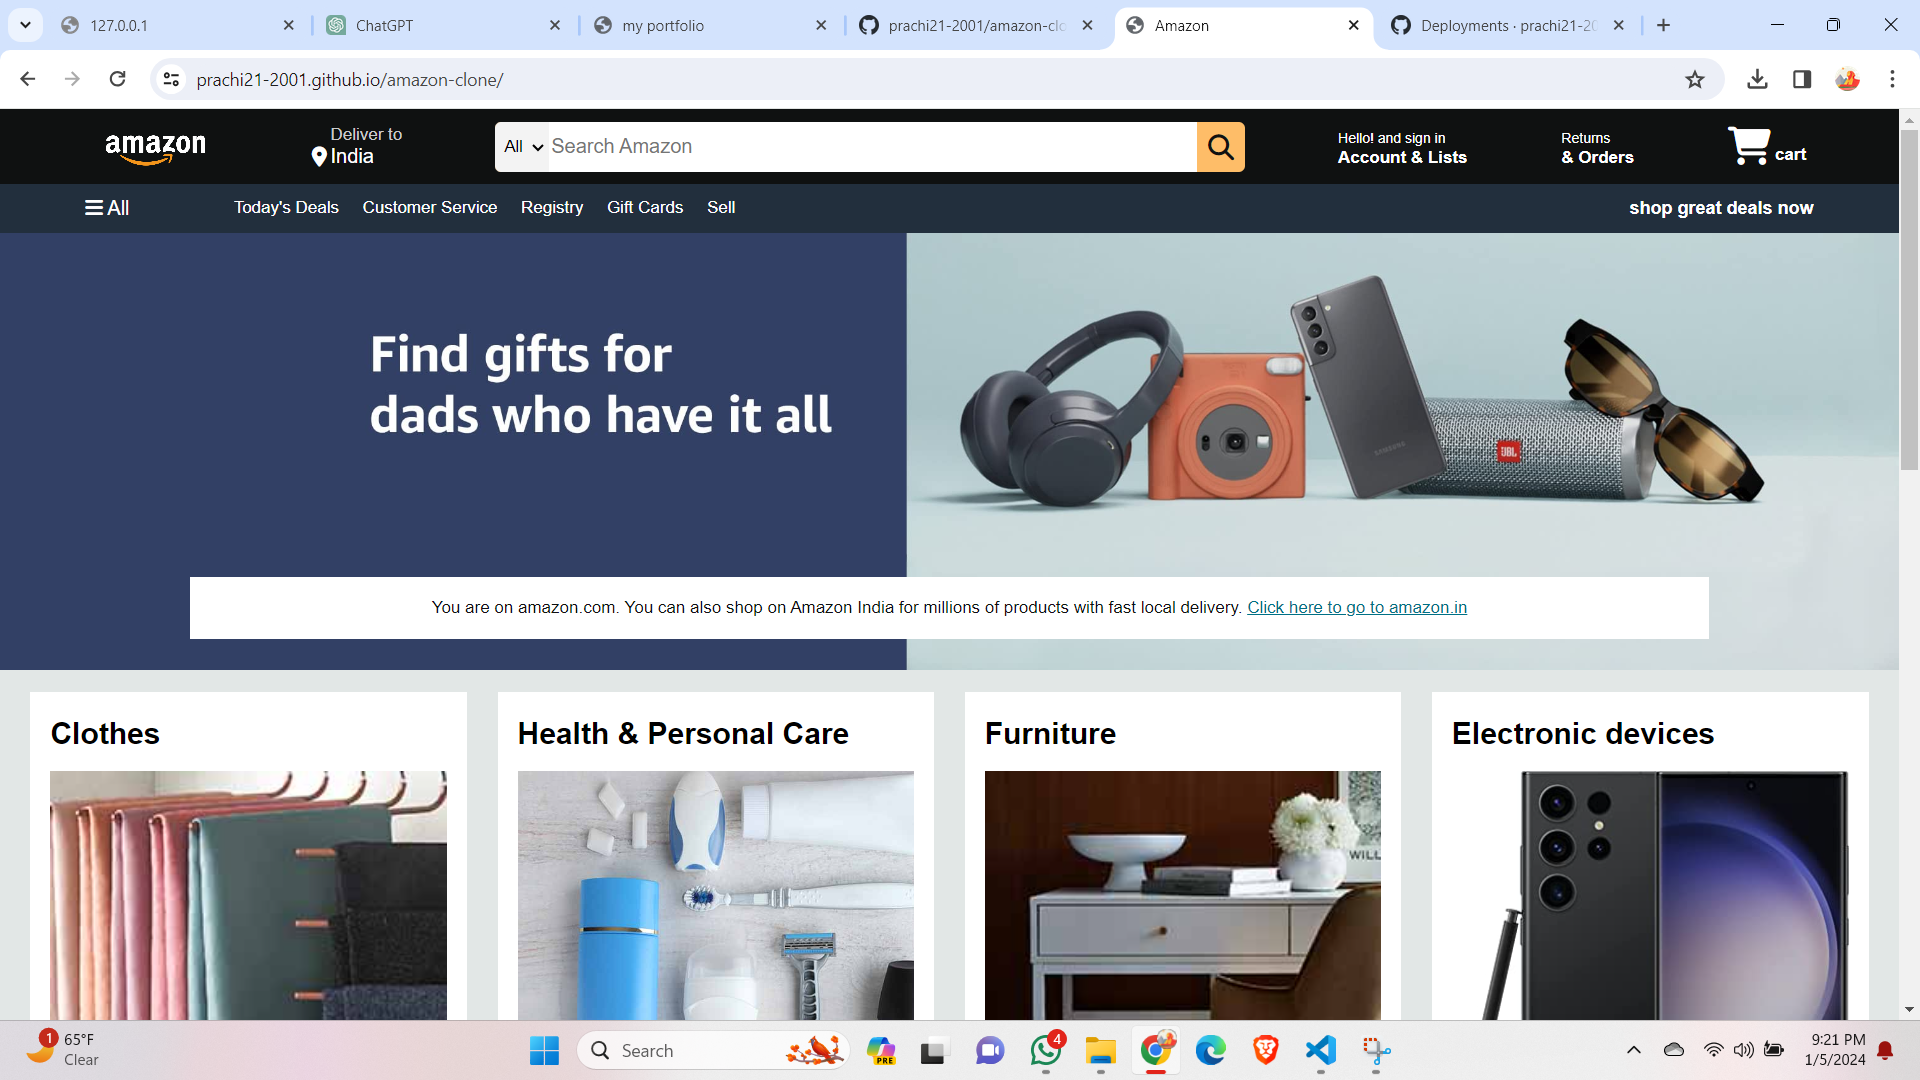 127.0.0.1
ChatGPT
my portfolio
prachi21-2001/amazon-clo
Amazon
Deployments · prachi21-20
prachi21-2001.github.io/amazon-clone/
amazon
Deliver to
India
All
Search Amazon
Hello! and sign in
Account & Lists
Returns
& Orders
cart
All
Today's Deals
Customer Service
Registry
Gift Cards
Sell
shop great deals now
Find gifts for
dads who have it all
SAMSUNG
JBL
You are on amazon.com. You can also shop on Amazon India for millions of products with fast local delivery. Click here to go to amazon.in
Clothes
Health & Personal Care
Furniture
Electronic devices
WILL
1
65°F
Clear
Search
PRE
4
9:21 PM
1/5/2024